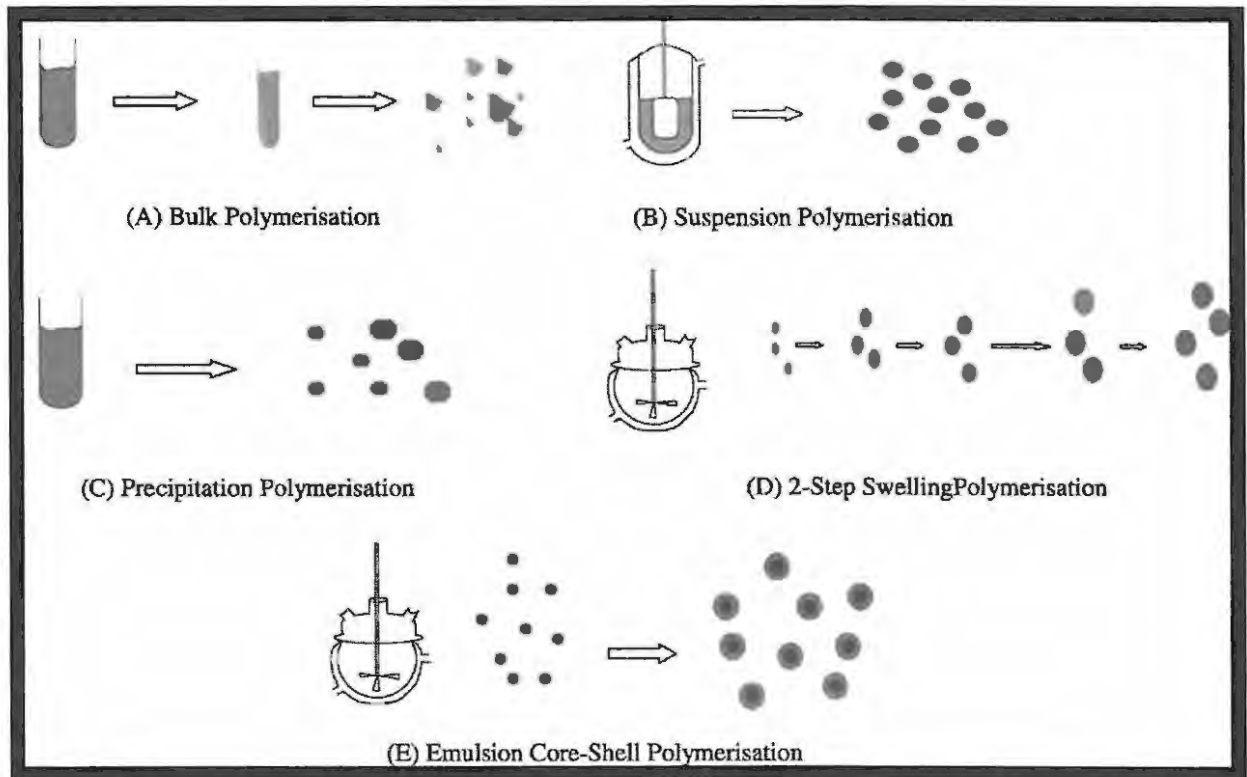 (A) Bulk Polymerisation
(B) Suspension Polymerisation
(C) Precipitation Polymerisation
(D) 2-Step SwellingPolymerisation
(E) Emulsion Core-Shell Polymerisation